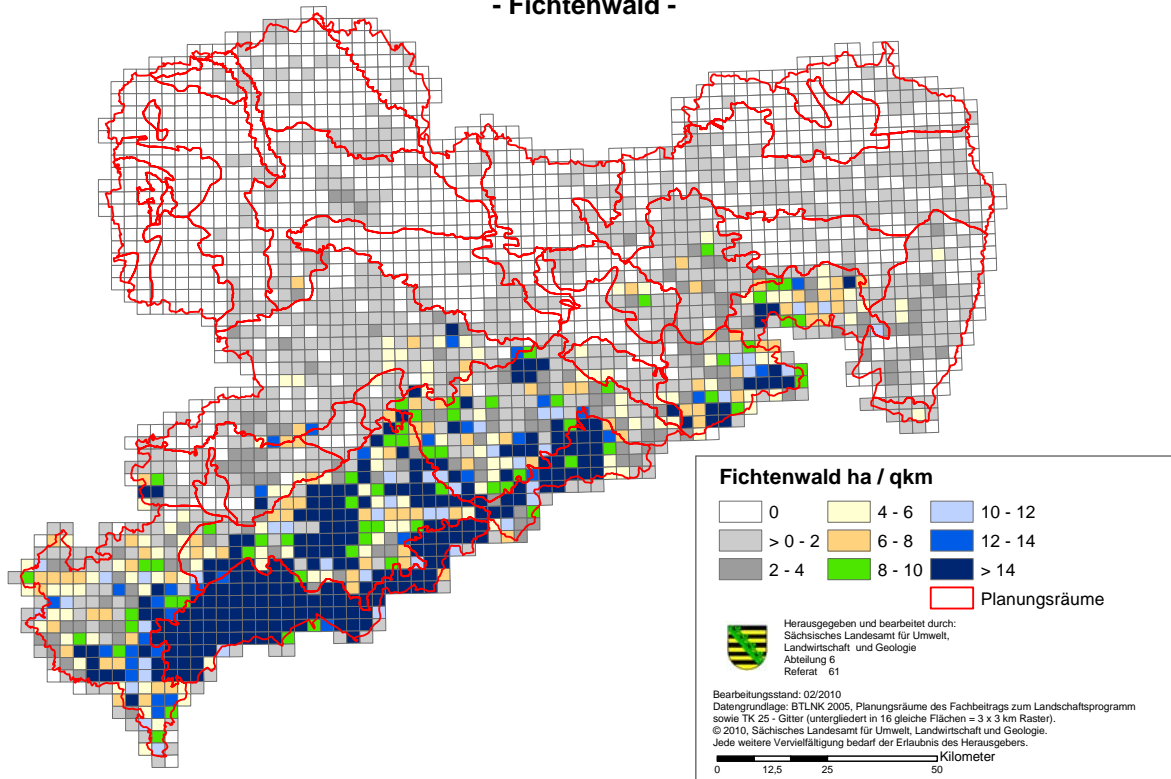 - Fichtenwald -
Fichtenwald ha / qkm
0
4 - 6
10 - 12
> 0 - 2
6 - 8
12 - 14
2 - 4
8 - 10
> 14
Planungsräume
Herausgegeben und bearbeitet durch:
Sächsisches Landesamt für Umwelt,
Landwirtschaft und Geologie
Abteilung 6
Referat 61
Bearbeitungsstand: 02/2010
Datengrundlage: BTLNK 2005, Planungsräume des Fachbeitrags zum Landschaftsprogramm
sowie TK 25 - Gitter (untergliedert in 16 gleiche Flächen = 3 x 3 km Raster).
© 2010, Sächsisches Landesamt für Umwelt, Landwirtschaft und Geologie.
Jede weitere Vervielfältigung bedarf der Erlaubnis des Herausgebers.
Kilometer
0 12,5 25 50